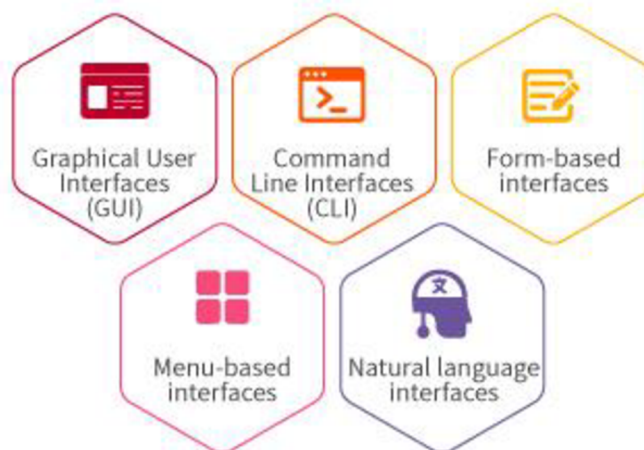 Graphical User
Interfaces
(GUI)
Command
Line Interfaces
(CLI)
Form-based
interfaces
Menu-based
interfaces
文
Natural language
interfaces